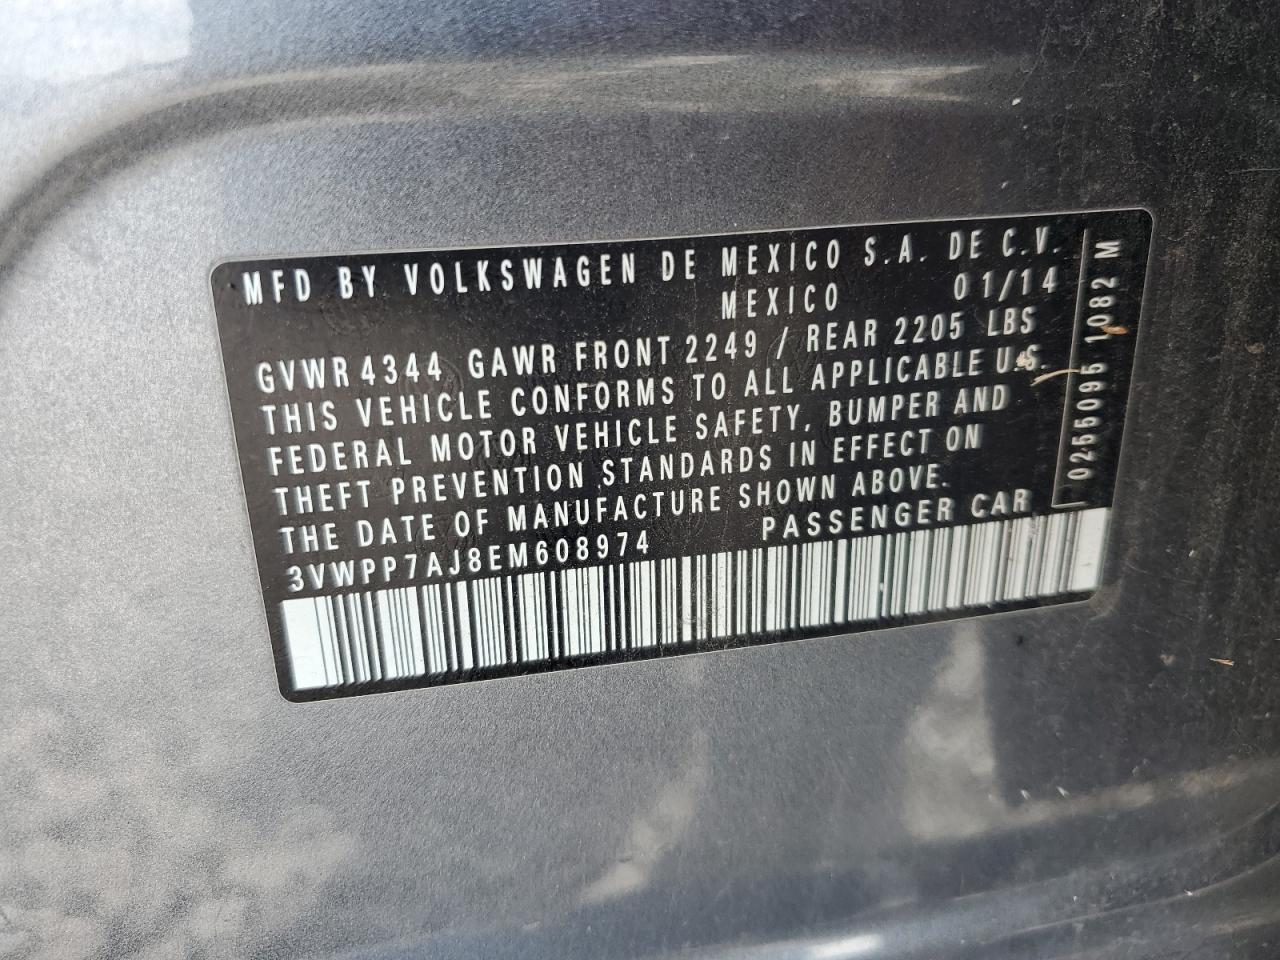 MFD BY VOLKSWAGEN DE MEXICO S.A. DE C.V.
MEXICO 01/14
GVWR 4344 GAWR FRONT 2249 / REAR 2205 LBS
THIS VEHICLE CONFORMS TO ALL APPLICABLE U.S.
FEDERAL MOTOR VEHICLE SAFETY, BUMPER AND
THEFT PREVENTION STANDARDS IN EFFECT ON
THE DATE OF MANUFACTURE SHOWN ABOVE.
3VWPP7AJ8EM608974 PASSENGER CAR
0255095 1082 M